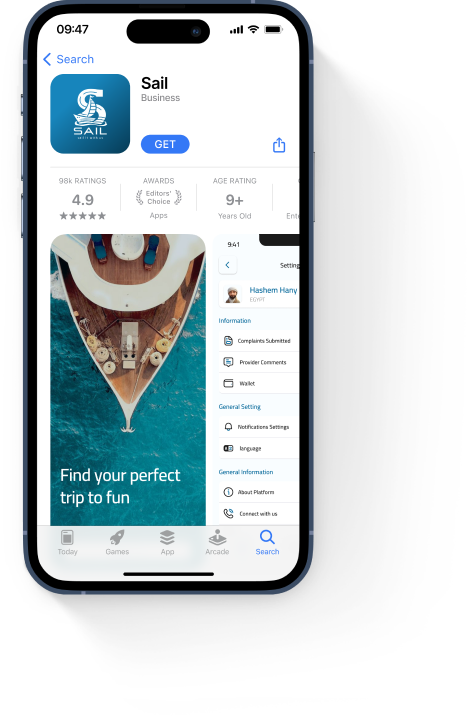 09:47
Search
SAIL
Sail
Business
GET
98k RATINGS
4.9
★★★★★
AWARDS
Editors'
Choice
Apps
AGE RATING
9+
Years Old
Ente
Find your perfect
trip to fun
9:41
Setting
Hashem Hany
EGYPT
Information
Complaints Submitted
Provider Comments
Wallet
General Setting
Notifications Settings
language
General Information
About Platform
Connect with us
Today
Games
App
Arcade
Search